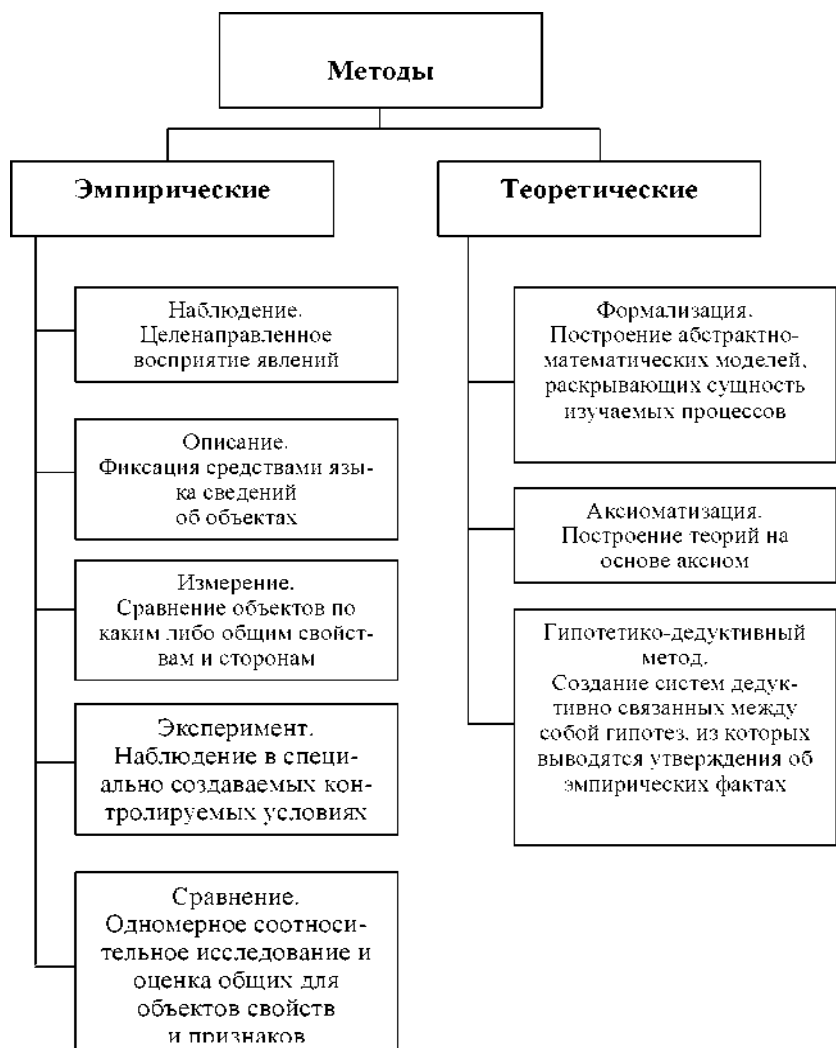 Методы
Эмпирические
Теоретические
Наблюдение.
Целенаправленное
восприятие явлений
Описание.
Фиксация средствами язы-
ка сведений
об объектах
Измерение.
Сравнение объектов по
каким либо общим свойст-
вам и сторонам
Эксперимент.
Наблюдение в специ-
ально создаваемых кон-
тролируемых условиях
Сравнение.
Одномерное соотноси-
тельное исследование и
оценка общих для
объектов свойств
и признаков
Формализация.
Построение абстрактно-
математических моделей,
раскрывающих сущность
изучаемых процессов
Аксиоматизация.
Построение теорий на
основе аксиом
Гипотетико-дедуктивный
метод.
Создание систем дедук-
тивно связанных между
собой гипотез, из которых
выводятся утверждения об
эмпирических фактах